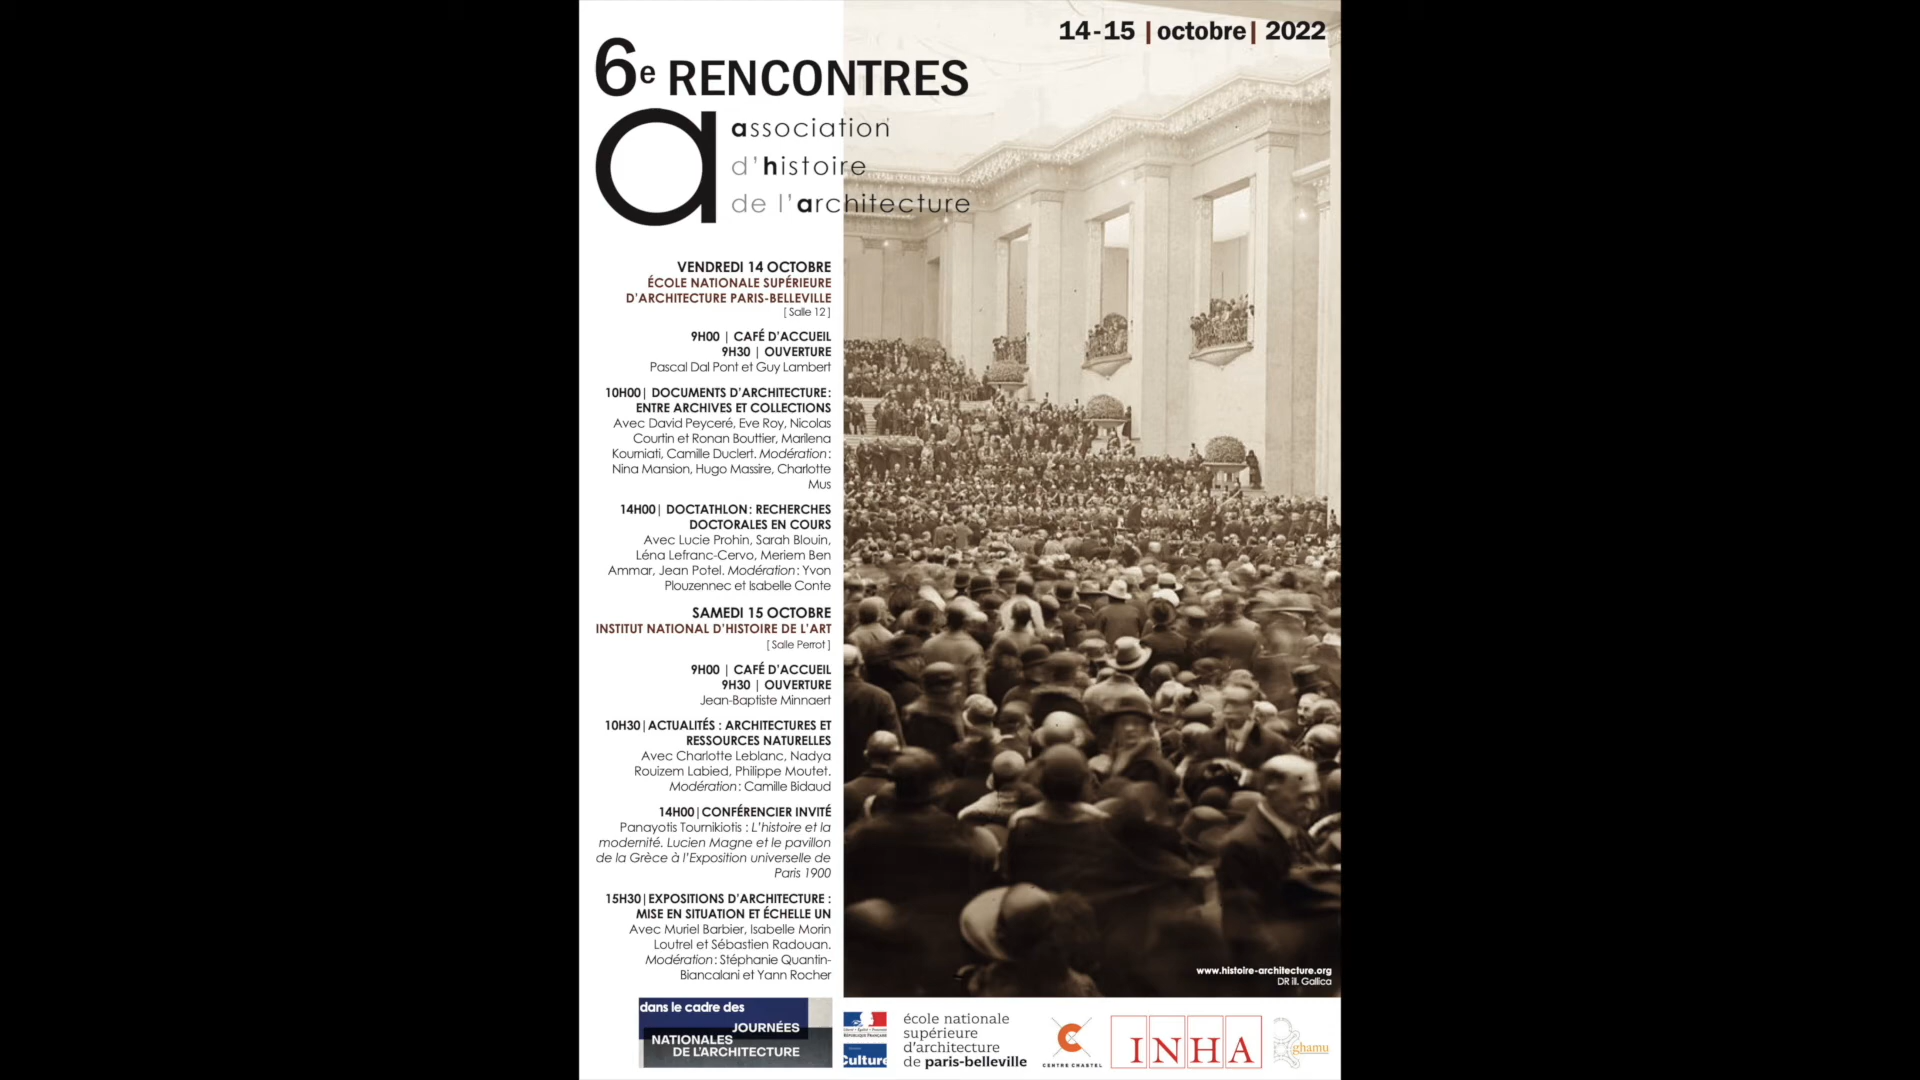 14-15 | octobre | 2022
6e RENCONTRES
a
association
d'histoire
de l'architecture
VENDREDI 14 OCTOBRE
ÉCOLE NATIONALE SUPÉRIEURE
D'ARCHITECTURE PARIS-BELLEVILLE
[ Salle 12 ]
9H00 | CAFÉ D'ACCUEIL
9H30 | OUVERTURE
Pascal Dal Pont et Guy Lambert
10H00| DOCUMENTS D'ARCHITECTURE:
ENTRE ARCHIVES ET COLLECTIONS
Avec David Peyceré, Eve Roy, Nicolas
Courtin et Ronan Bouttier, Marilena
Kourniati, Camille Duclert. Modération:
Nina Mansion, Hugo Massire, Charlotte
Mus
14H00| DOCTATHLON: RECHERCHES
DOCTORALES EN COURS
Avec Lucie Prohin, Sarah Blouin,
Léna Lefranc-Cervo, Meriem Ben
Ammar, Jean Potel. Modération: Yvon
Plouzennec et Isabelle Conte
SAMEDI 15 OCTOBRE
INSTITUT NATIONAL D'HISTOIRE DE L'ART
[ Salle Perrot ]
9H00 | CAFÉ D'ACCUEIL
9H30 | OUVERTURE
Jean-Baptiste Minnaert
10H30|ACTUALITÉS : ARCHITECTURES ET
RESSOURCES NATURELLES
Avec Charlotte Leblanc, Nadya
Rouizem Labied, Philippe Moutet.
Modération: Camille Bidaud
14H00|CONFÉRENCIER INVITÉ
Panayotis Tournikiotis : L'histoire et la
modernité. Lucien Magne et le pavillon
de la Grèce à l'Exposition universelle de
Paris 1900
15H30|EXPOSITIONS D'ARCHITECTURE :
MISE EN SITUATION ET ÉCHELLE UN
Avec Muriel Barbier, Isabelle Morin
Loutrel et Sébastien Radouan.
Modération: Stéphanie Quantin-
Biancalani et Yann Rocher
www.histoire-architecture.org
DR ill. Gallica
dans le cadre des
JOURNÉES
NATIONALES
DE L'ARCHITECTURE
Culture
école nationale
supérieure
d'architecture
de paris-belleville
CENTRE CHASTEL
INHA
ghamu